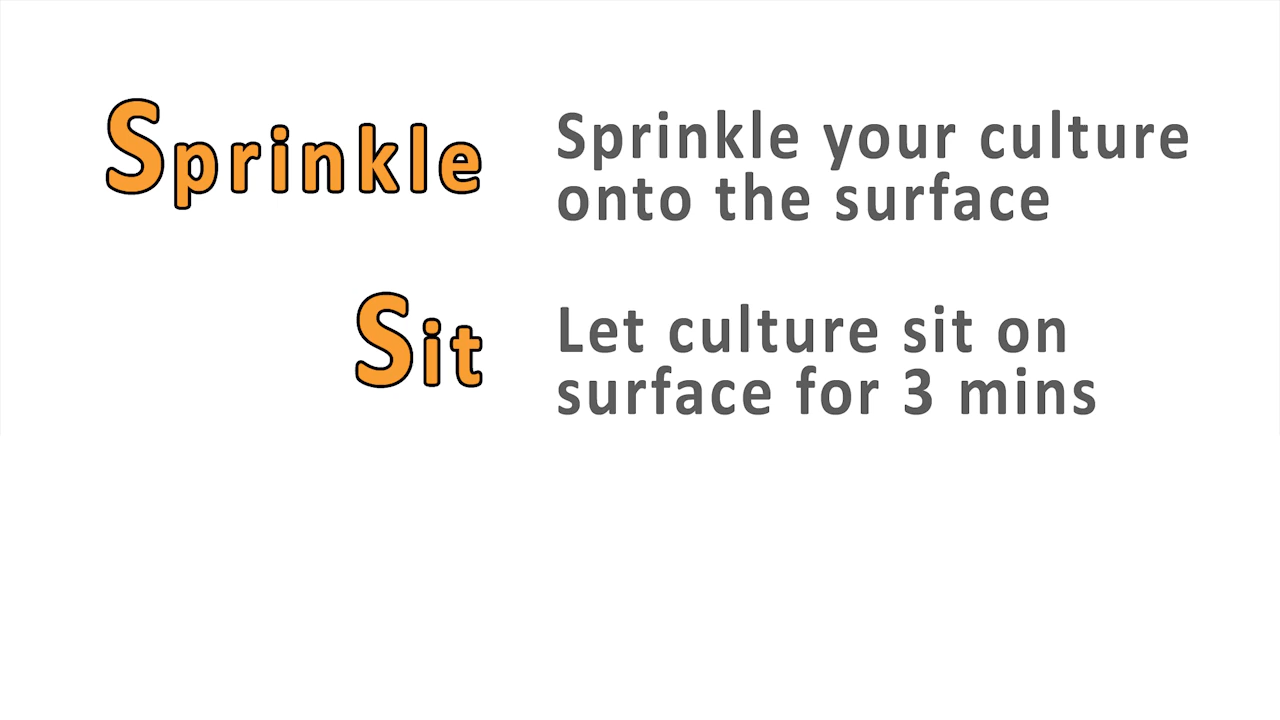 Sprinkle
Sprinkle your culture
onto the surface
Sit
Let culture sit on
surface for 3 mins